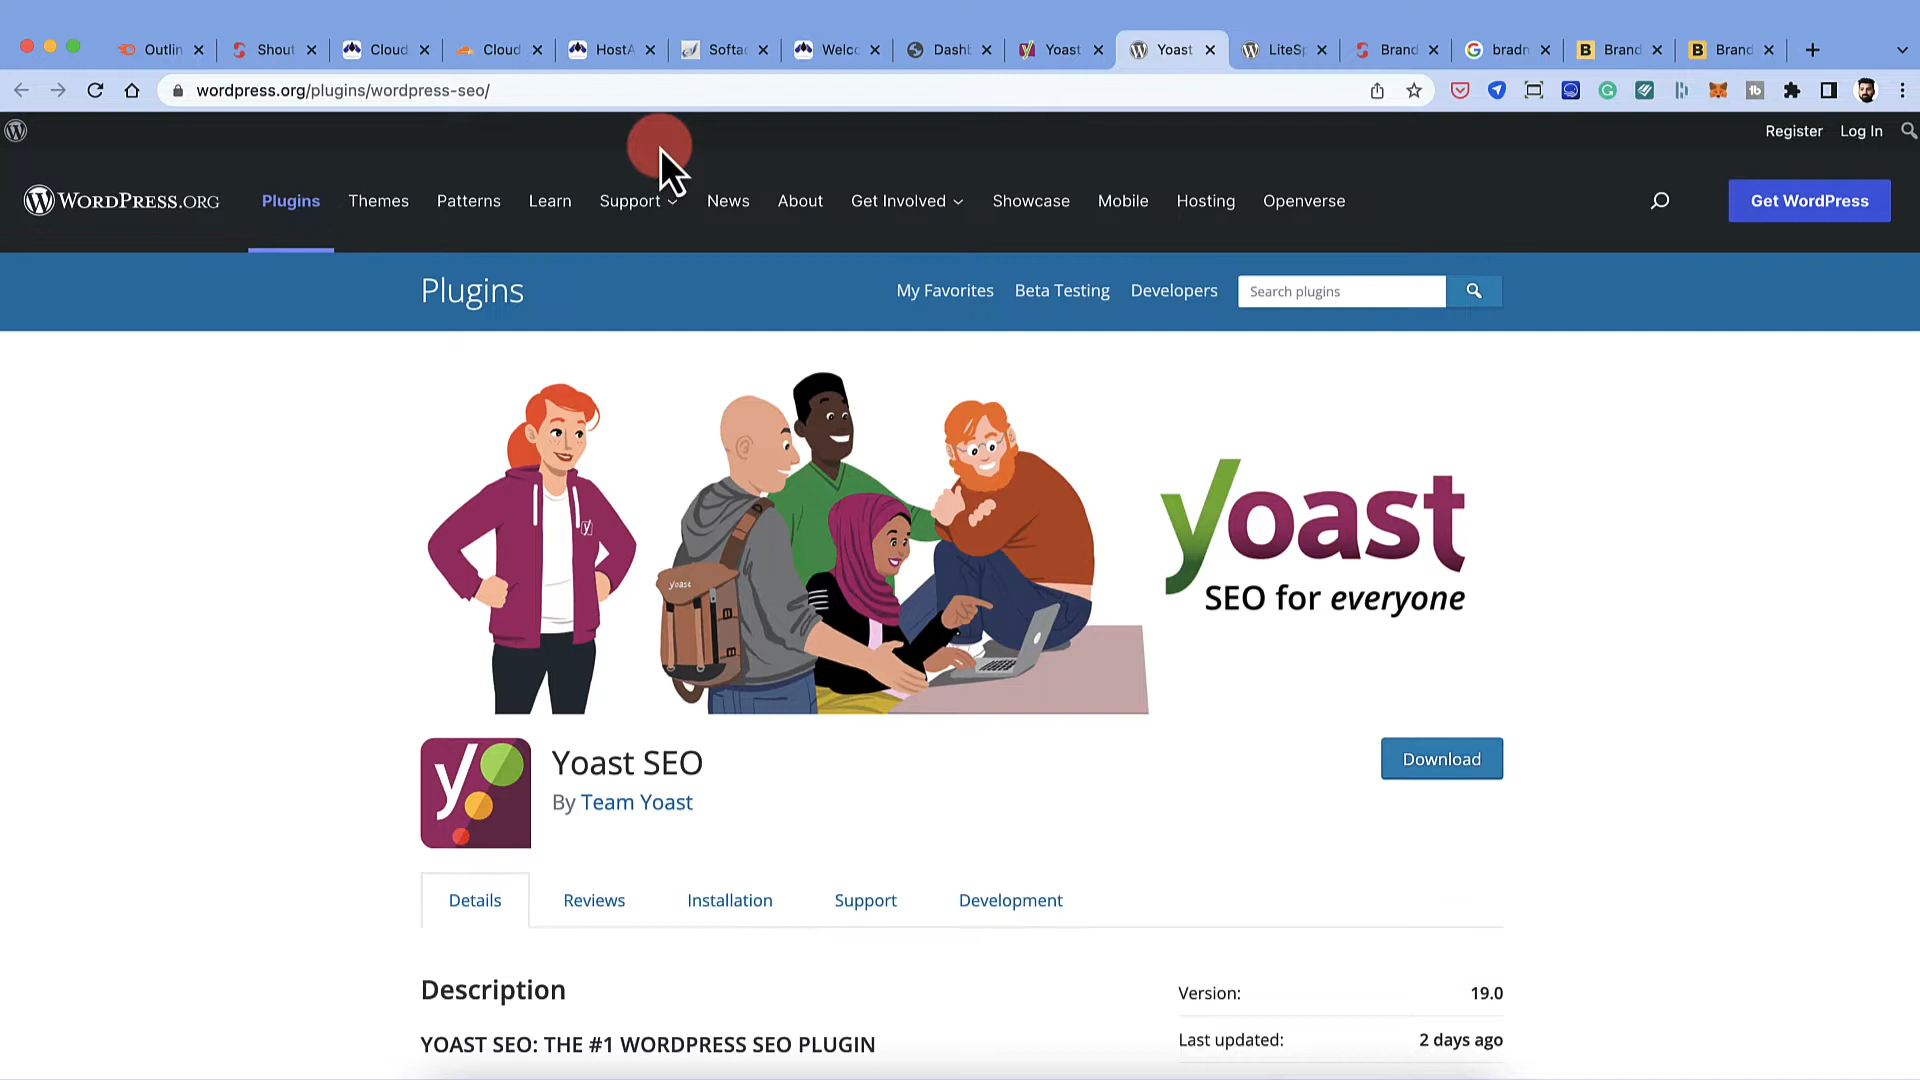 Outlin
Shout
Cloud
Cloud
HostA
Softac
Welco
Dashb
Yoast
Yoast
LiteSp
Brand
bradn
Brand
Brand
wordpress.org/plugins/wordpress-seo/
Register Log In
WORDPRESS.ORG Plugins Themes Patterns Learn Support News About Get Involved Showcase Mobile Hosting Openverse Get WordPress
Plugins My Favorites Beta Testing Developers Search plugins
yoast
yoast
SEO for everyone
Yoast SEO
Download
By Team Yoast
Details Reviews Installation Support Development
Description
Version: 19.0
YOAST SEO: THE #1 WORDPRESS SEO PLUGIN
Last updated: 2 days ago